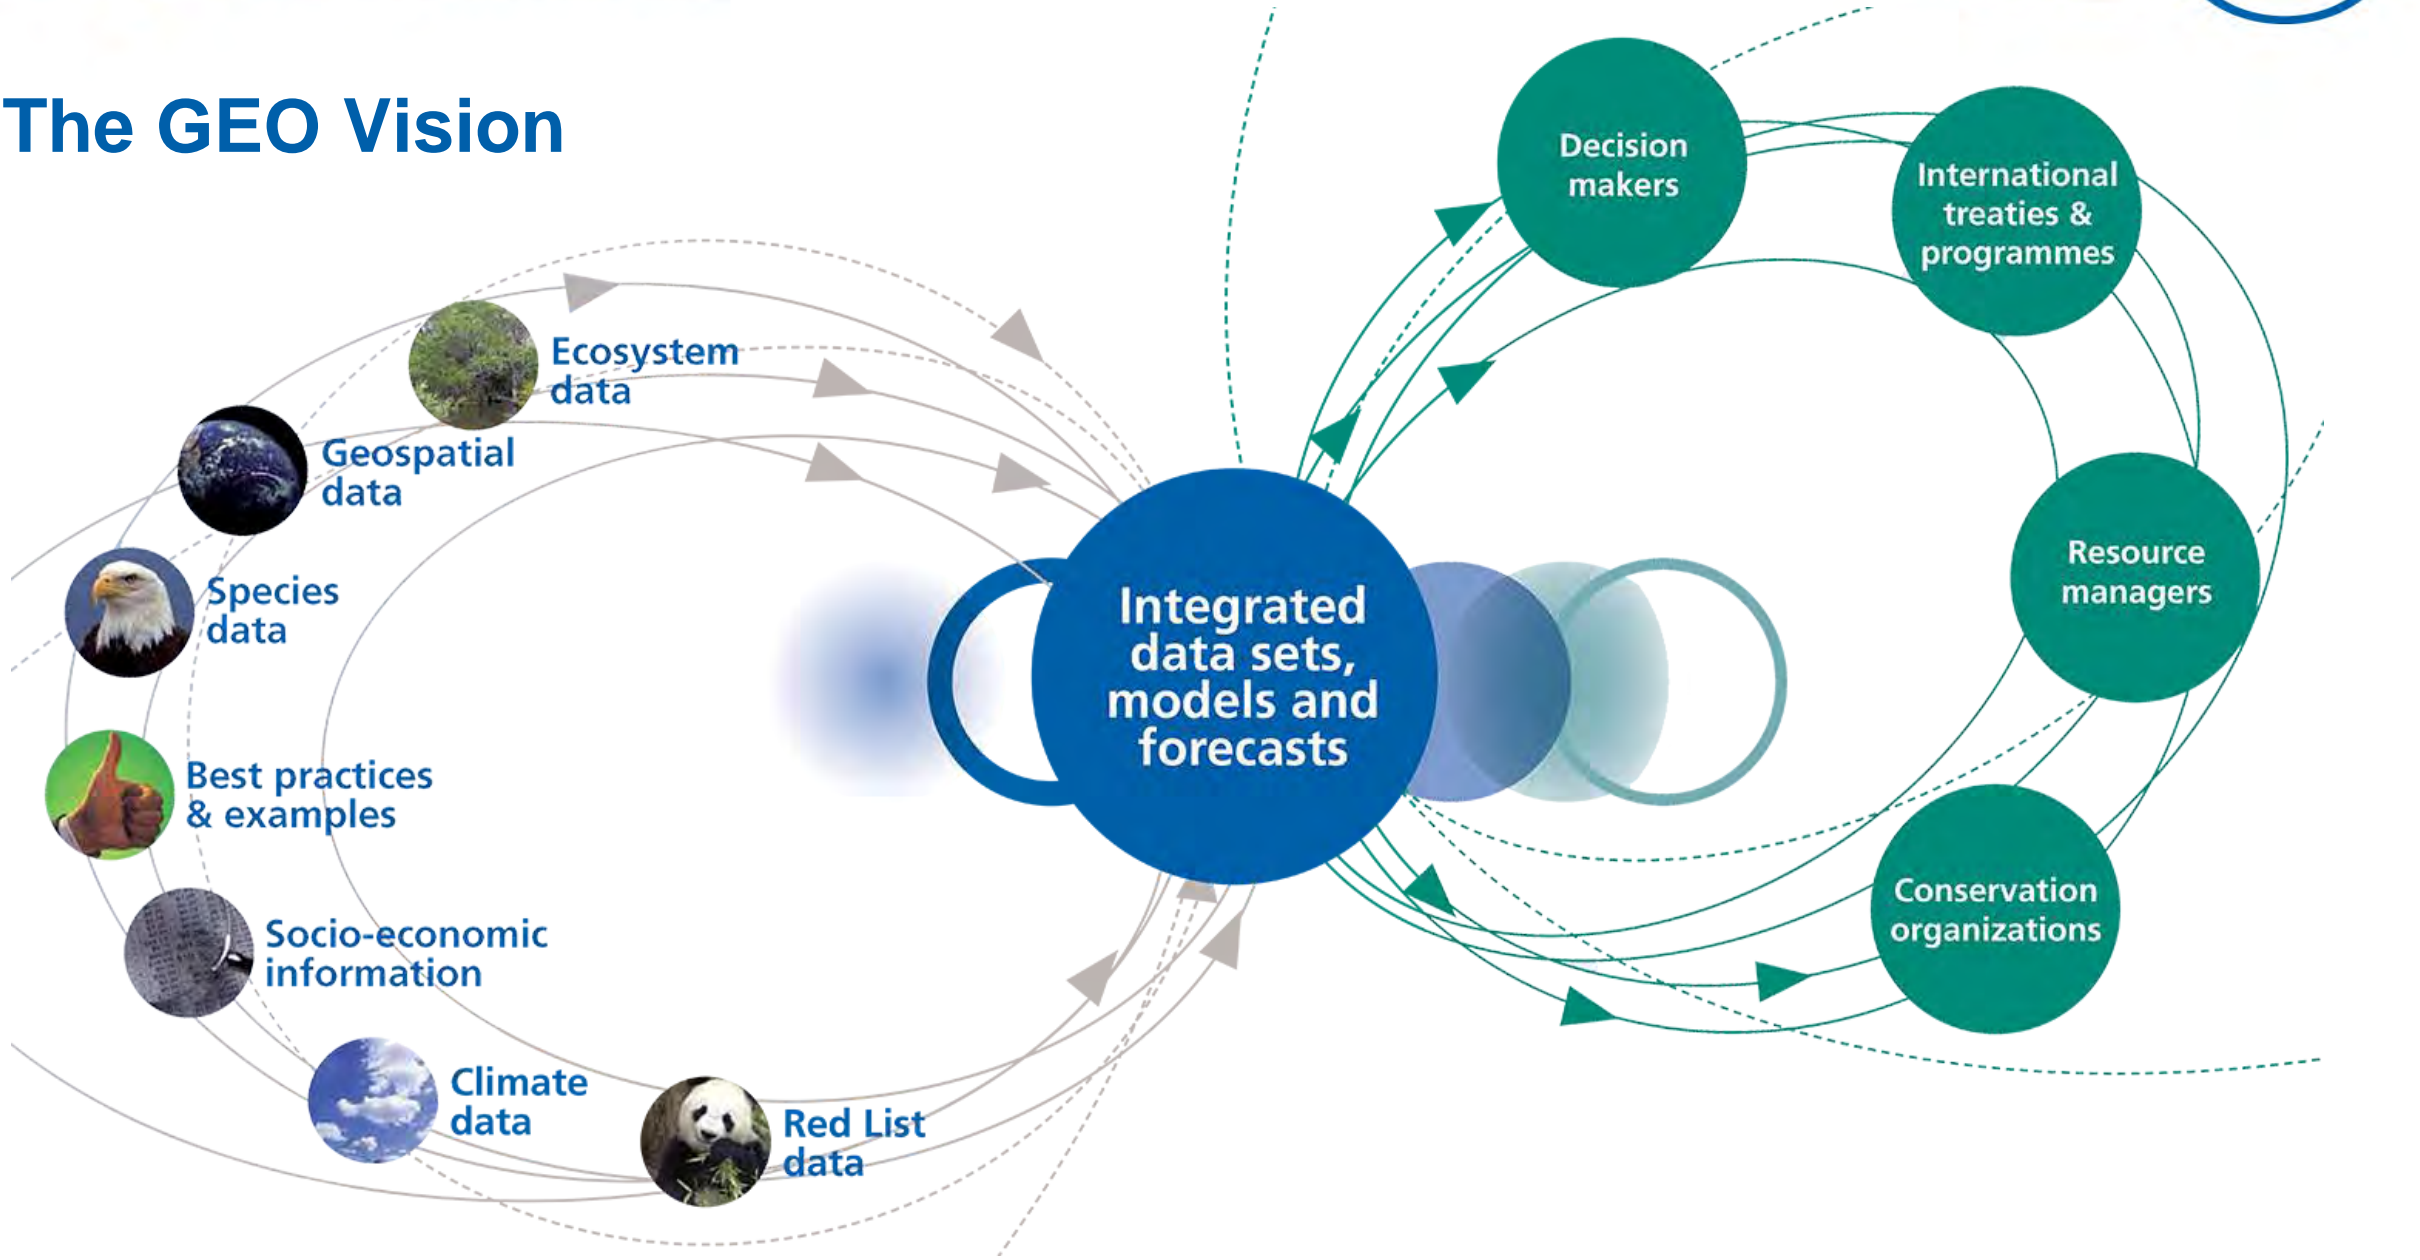 The GEO Vision
Decision
makers
International
treaties &
programmes
Ecosystem
data
Geospatial
data
Species
data
Integrated
data sets,
models and
forecasts
Resource
managers
Best practices
& examples
Socio-economic
information
Conservation
organizations
Climate
data
Red List
data